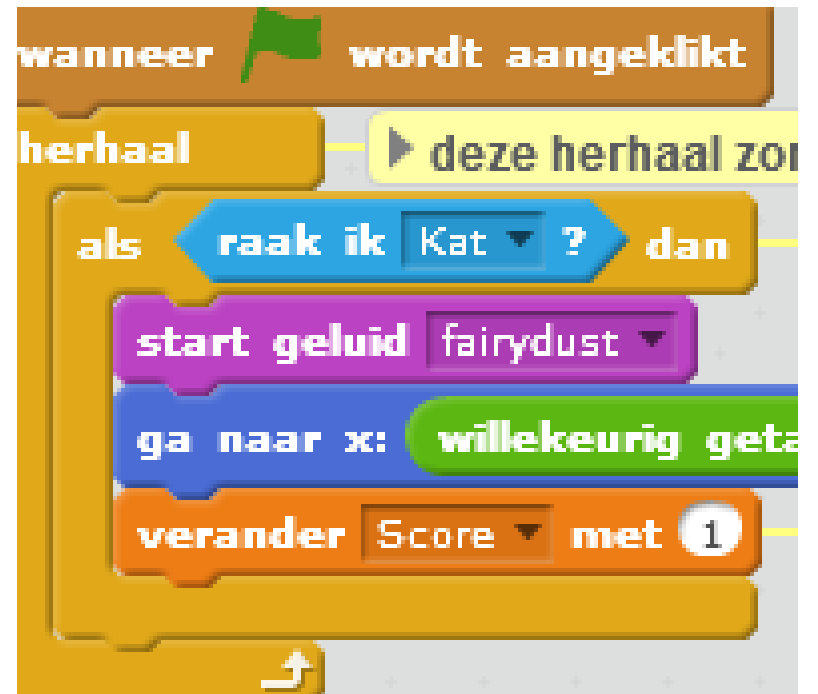 wanneer wordt aangeklikt
herhaal deze herhaal
als raak ik Kat ? dan
start geluid fairydust
ga naar x: willekeurig
verander Score met 1